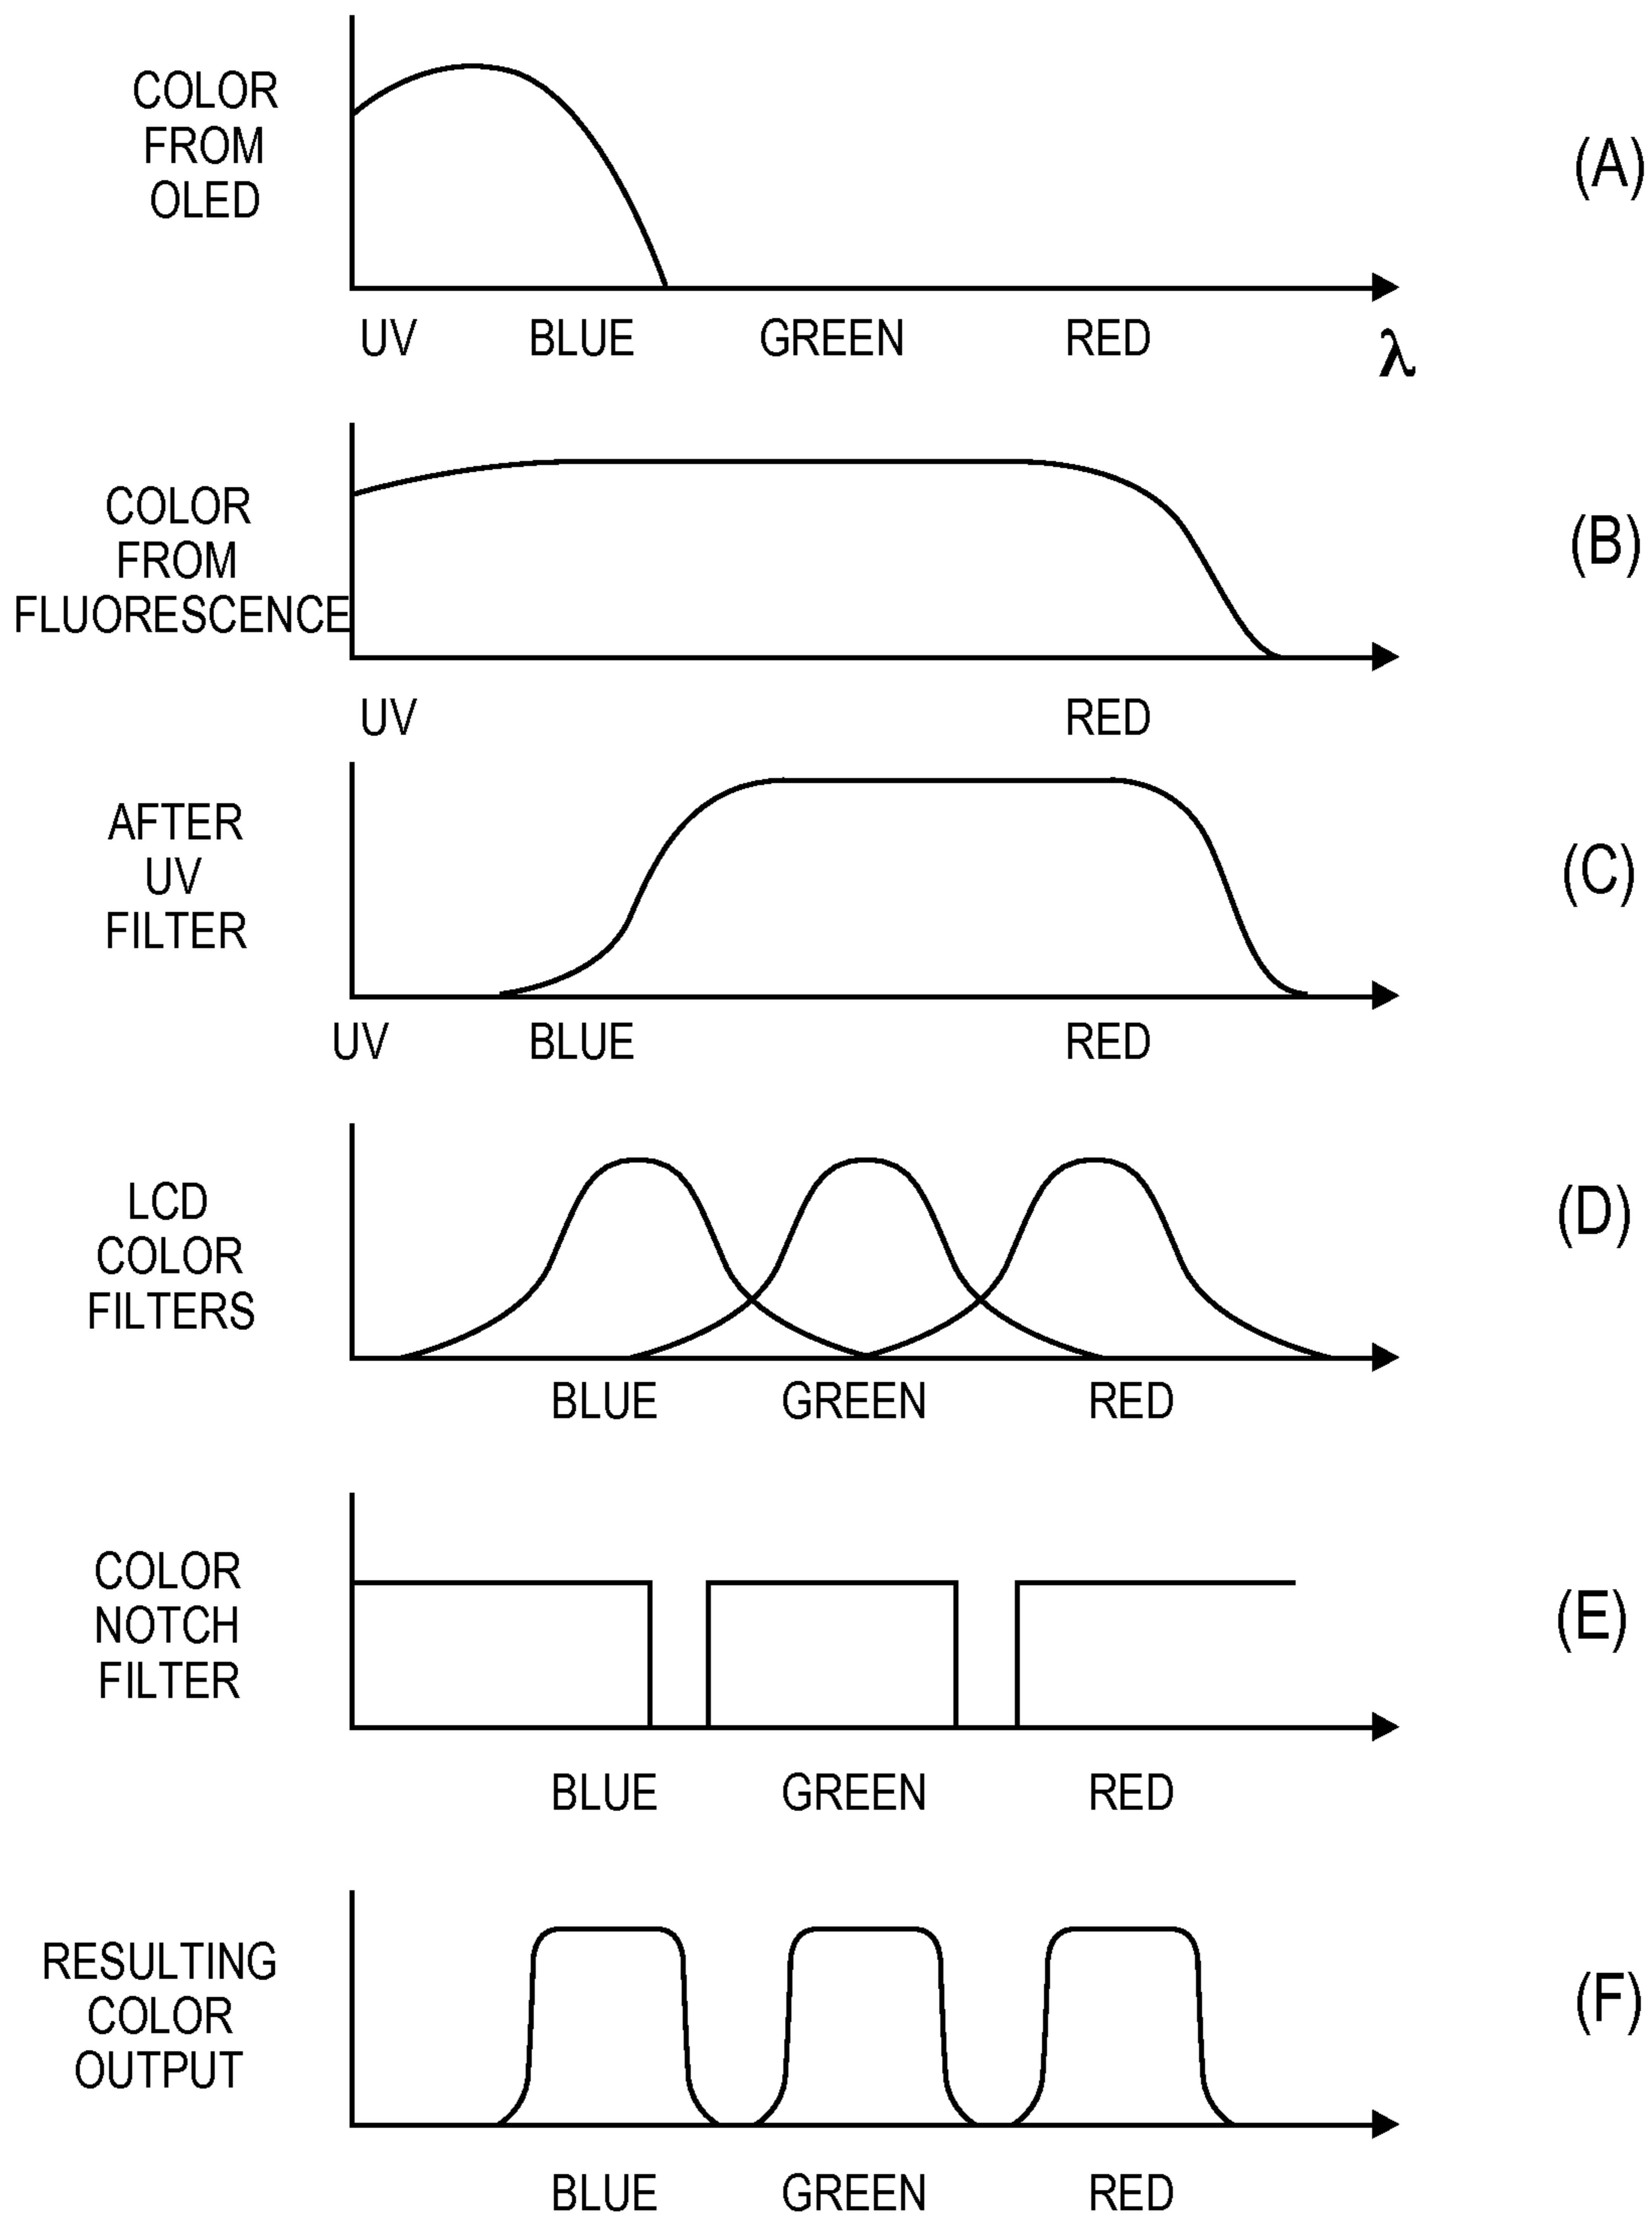 COLOR
FROM
OLED
(A)
UV BLUE GREEN RED λ
COLOR
FROM
FLUORESCENCE
(B)
UV RED
AFTER
UV
FILTER
(C)
UV BLUE RED
LCD
COLOR
FILTERS
(D)
BLUE GREEN RED
COLOR
NOTCH
FILTER
(E)
BLUE GREEN RED
RESULTING
COLOR
OUTPUT
(F)
BLUE GREEN RED